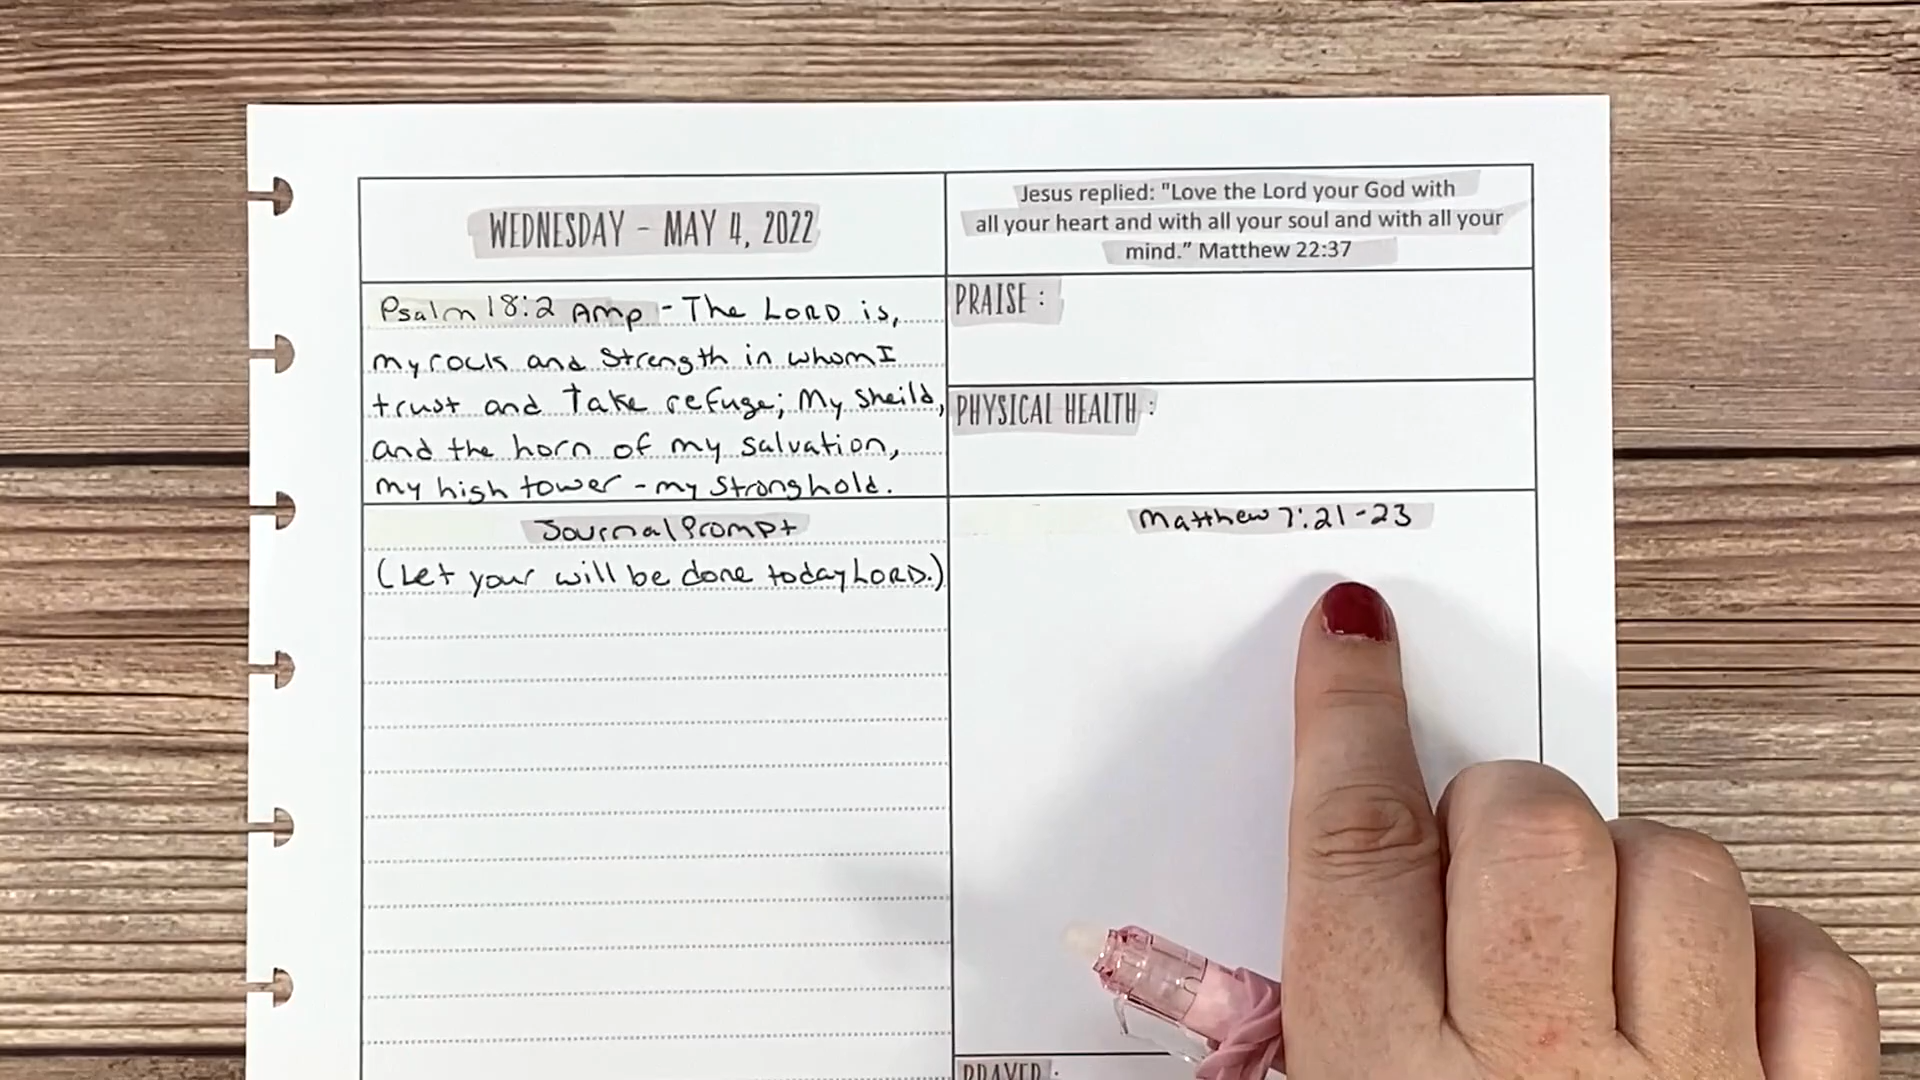 WEDNESDAY - MAY 4, 2022
Jesus replied: "Love the Lord your God with
all your heart and with all your soul and with all your
mind." Matthew 22:37
Psalm 18:2 Amp - The LORD is,
my rock and Strength in whom I
trust and Take refuge; My sheild,
and the horn of my salvation,
my high tower - my Stronghold.
PRAISE :
PHYSICAL HEALTH :
Journal Prompt
(Let your will be done today LORD.)
Matthew 7:21-23
PRAYER :